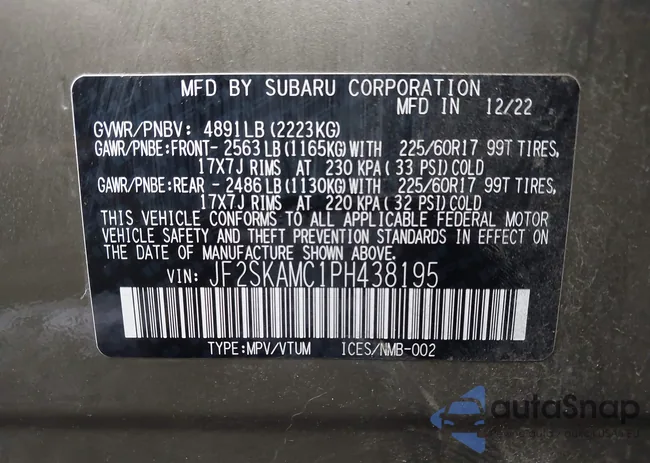 MFD BY SUBARU CORPORATION
MFD IN 12/22
GVWR/PNBV: 4891LB(2223KG)
GAWR/PNBE:FRONT- 2563LB(1165KG)WITH 225/60R17 99T TIRES,
17X7J RIMS AT 230 KPA(33 PSI)COLD
GAWR/PNBE:REAR - 2486LB(1130KG)WITH 225/60R17 99T TIRES,
17X7J RIMS AT 220 KPA(32 PSI)COLD
THIS VEHICLE CONFORMS TO ALL APPLICABLE FEDERAL MOTOR
VEHICLE SAFETY AND THEFT PREVENTION STANDARDS IN EFFECT ON
THE DATE OF MANUFACTURE SHOWN ABOVE.
VIN: JF2SKAMC1PH438195
TYPE:MPV/VTUM ICES/NMB-002
autoSnap